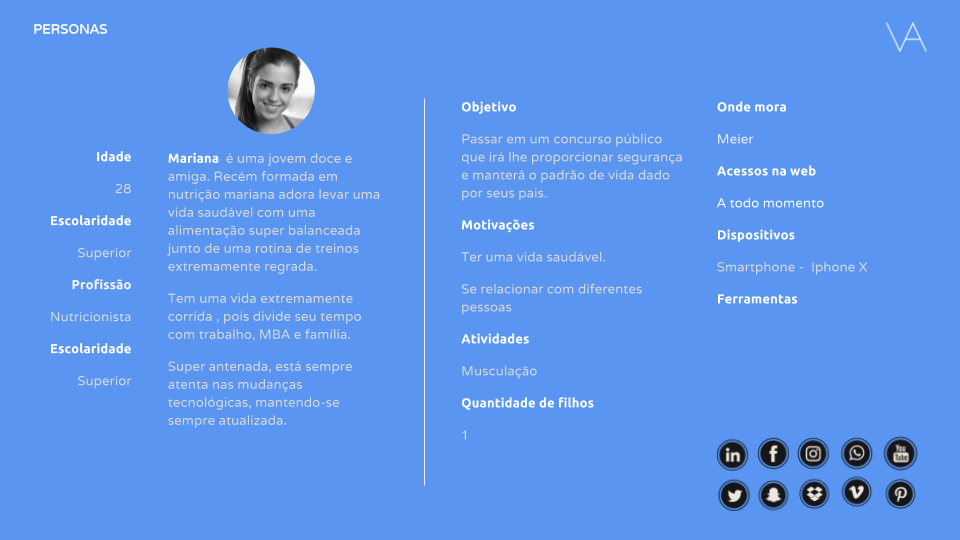 PERSONAS
VA
Idade
28
Escolaridade
Superior
Profissão
Nutricionista
Escolaridade
Superior
Mariana é uma jovem doce e
amiga. Recém formada em
nutrição mariana adora levar uma
vida saudável com uma
alimentação super balanceada
junto de uma rotina de treinos
extremamente regrada.
Tem uma vida extremamente
corrida , pois divide seu tempo
com trabalho, MBA e família.
Super antenada, está sempre
atenta nas mudanças
tecnológicas, mantendo-se
sempre atualizada.
Objetivo
Passar em um concurso público
que irá lhe proporcionar segurança
e manterá o padrão de vida dado
por seus pais.
Motivações
Ter uma vida saudável.
Se relacionar com diferentes
pessoas
Atividades
Musculação
Quantidade de filhos
1
Onde mora
Meier
Acessos na web
A todo momento
Dispositivos
Smartphone - Iphone X
Ferramentas
in
You
Tube